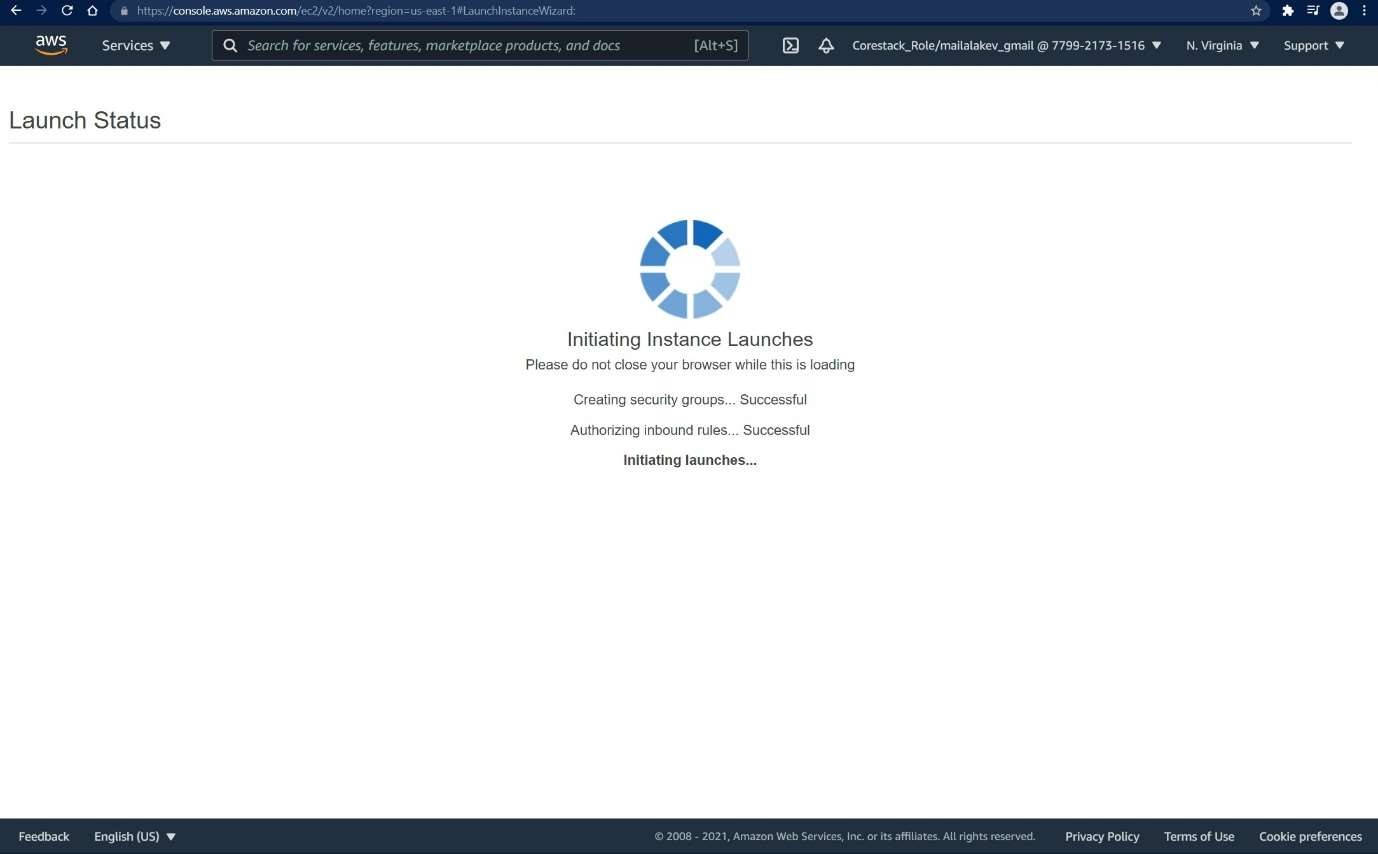 https://console.aws.amazon.com/ec2/v2/home?region=us-east-1#LaunchInstanceWizard:
aws Services Search for services, features, marketplace products, and docs [Alt+S] Corestack_Role/mailalakev_gmail @ 7799-2173-1516 N. Virginia Support
Launch Status
Initiating Instance Launches
Please do not close your browser while this is loading
Creating security groups... Successful
Authorizing inbound rules... Successful
Initiating launches...
Feedback English (US) © 2008 - 2021, Amazon Web Services, Inc. or its affiliates. All rights reserved. Privacy Policy Terms of Use Cookie preferences